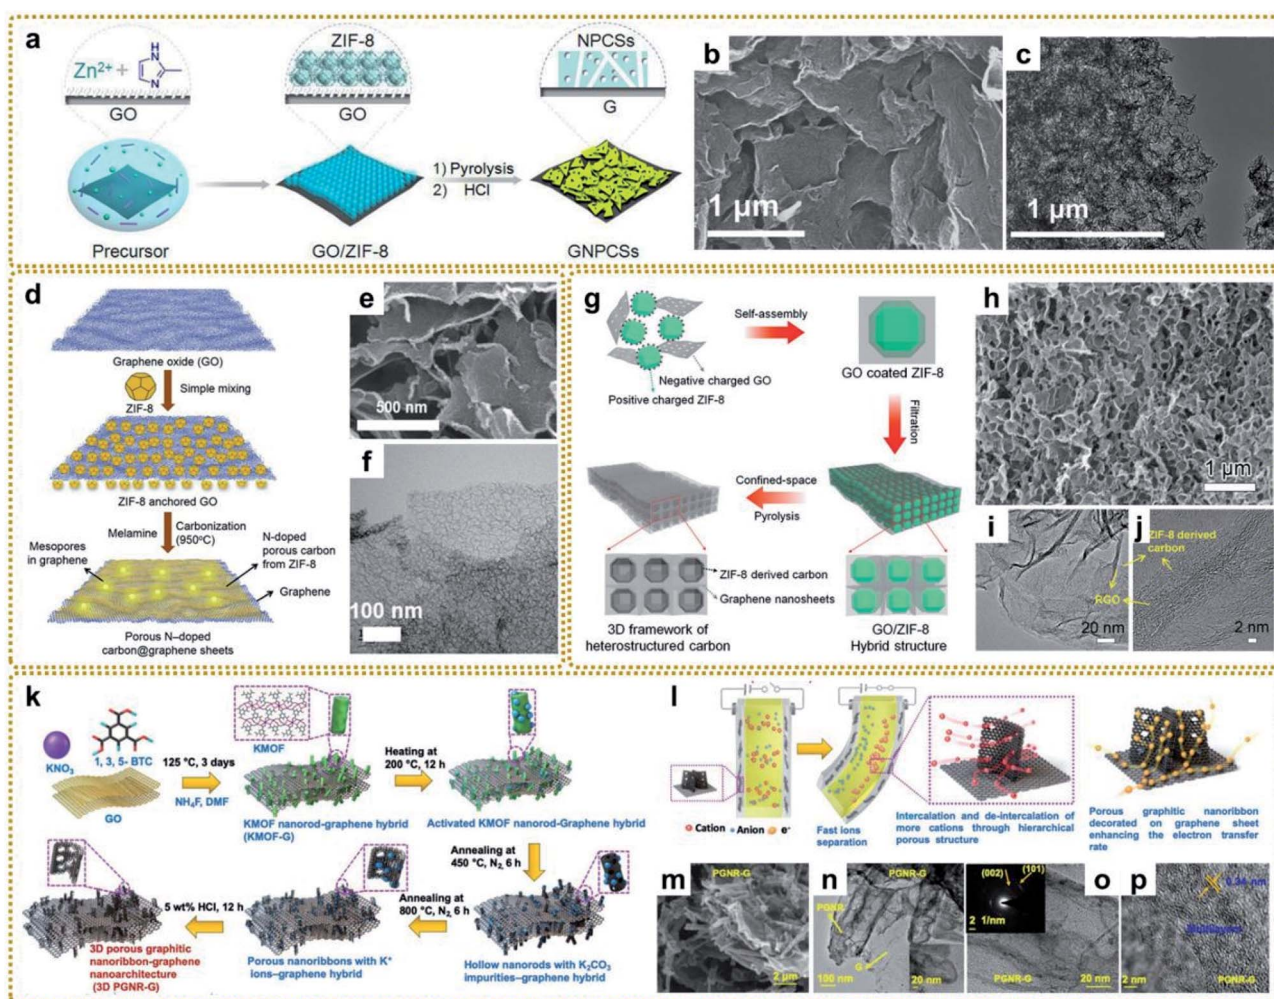 a
Zn2+ +
H
N
N
GO
Precursor
ZIF-8
GO
GO/ZIF-8
1) Pyrolysis
2) HCl
NPCSs
G
GNPCSs
b
1 μm
c
1 μm
d
Graphene oxide (GO)
Simple mixing
ZIF-8
ZIF-8 anchored GO
Melamine
Carbonization
(950°C)
Mesopores
in graphene
N-doped
porous carbon
from ZIF-8
Graphene
Porous N–doped
carbon@graphene sheets
e
500 nm
f
100 nm
g
Self-assembly
Negative charged GO
Positive charged ZIF-8
GO coated ZIF-8
Filtration
Confined-space
Pyrolysis
ZIF-8 derived carbon
Graphene nanosheets
3D framework of
heterostructured carbon
GO/ZIF-8
Hybrid structure
h
1 μm
i
20 nm
RGO
j
ZIF-8 derived
carbon
2 nm
k
KNO3
1, 3, 5- BTC
GO
125 °C, 3 days
NH4F, DMF
KMOF
KMOF nanorod-graphene hybrid
(KMOF-G)
Heating at
200 °C, 12 h
Activated KMOF nanorod-Graphene hybrid
Annealing at
450 °C, N2, 6 h
Hollow nanorods with K2CO3
impurities–graphene hybrid
Annealing at
800 °C, N2, 6 h
Porous nanoribbons with K+
ions–graphene hybrid
5 wt% HCl, 12 h
3D porous graphitic
nanoribbon-graphene
nanoarchitecture
(3D PGNR-G)
l
Cation
Anion
e-
Fast ions
separation
Intercalation and de-intercalation of
more cations through hierarchical
porous structure
Porous graphitic nanoribbon
decorated on graphene sheet
enhancing the electron transfer
rate
m
PGNR-G
2 μm
n
PGNR-G
PGNR
G
100 nm
20 nm
o
(002)
(101)
2 1/nm
PGNR-G
20 nm
p
0.34 nm
Multilayers
2 nm
PGNR-G